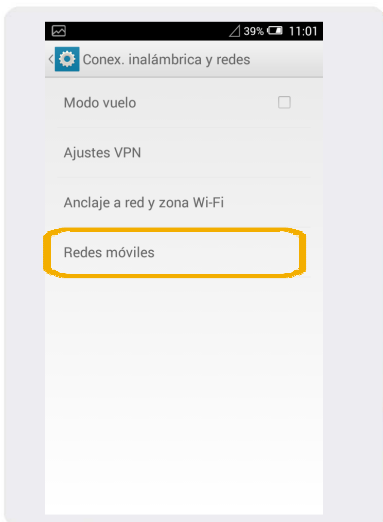 39% 11:01
Conex. inalámbrica y redes
Modo vuelo
Ajustes VPN
Anclaje a red y zona Wi-Fi
Redes móviles